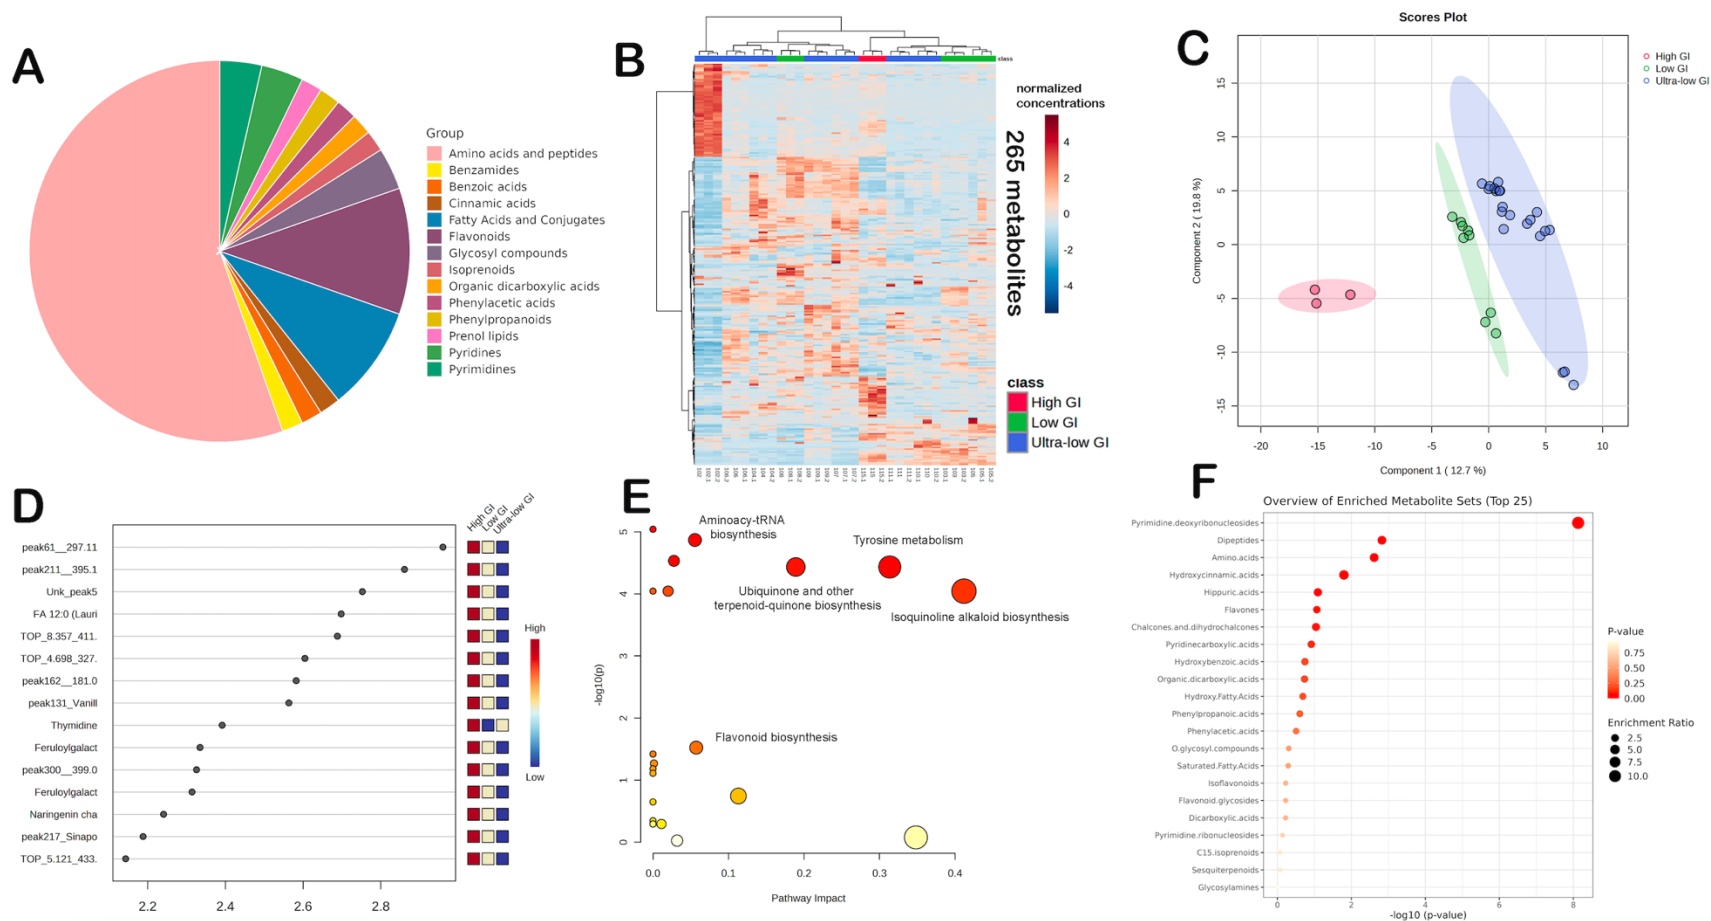 A
Group
Amino acids and peptides
Benzamides
Benzoic acids
Cinnamic acids
Fatty Acids and Conjugates
Flavonoids
Glycosyl compounds
Isoprenoids
Organic dicarboxylic acids
Phenylacetic acids
Phenylpropanoids
Prenol lipids
Pyridines
Pyrimidines
B
class
normalized
concentrations
4
2
0
-2
-4
265 metabolites
class
High GI
Low GI
Ultra-low GI
C
Scores Plot
High GI
Low GI
Ultra-low GI
Component 2 ( 19.8 %)
15
10
5
0
-5
-10
-15
-20 -15 -10 -5 0 5 10
Component 1 ( 12.7 %)
D
High GI
Low GI
Ultra-low GI
peak61__297.11
peak211__395.1
Unk_peak5
FA 12:0 (Lauri
TOP_8.357_411.
TOP_4.698_327.
peak162__181.0
peak131_Vanill
Thymidine
Feruloylgalact
peak300__399.0
Feruloylgalact
Naringenin cha
peak217_Sinapo
TOP_5.121_433.
2.2 2.4 2.6 2.8
High
Low
E
-log10(p)
5
4
3
2
1
0
Aminoacy-tRNA
biosynthesis
Tyrosine metabolism
Ubiquinone and other
terpenoid-quinone biosynthesis
Isoquinoline alkaloid biosynthesis
Flavonoid biosynthesis
0.0 0.1 0.2 0.3 0.4
Pathway Impact
F
Overview of Enriched Metabolite Sets (Top 25)
Pyrimidine.deoxyribonucleosides
Dipeptides
Amino.acids
Hydroxycinnamic.acids
Hippuric.acids
Flavones
Chalcones.and.dihydrochalcones
Pyridinecarboxylic.acids
Hydroxybenzoic.acids
Organic.dicarboxylic.acids
Hydroxy.Fatty.Acids
Phenylpropanoic.acids
Phenylacetic.acids
O.glycosyl.compounds
Saturated.Fatty.Acids
Isoflavonoids
Flavonoid.glycosides
Dicarboxylic.acids
Pyrimidine.ribonucleosides
C15.isoprenoids
Sesquiterpenoids
Glycosylamines
0 2 4 6 8
-log10 (p-value)
P-value
0.75
0.50
0.25
0.00
Enrichment Ratio
2.5
5.0
7.5
10.0